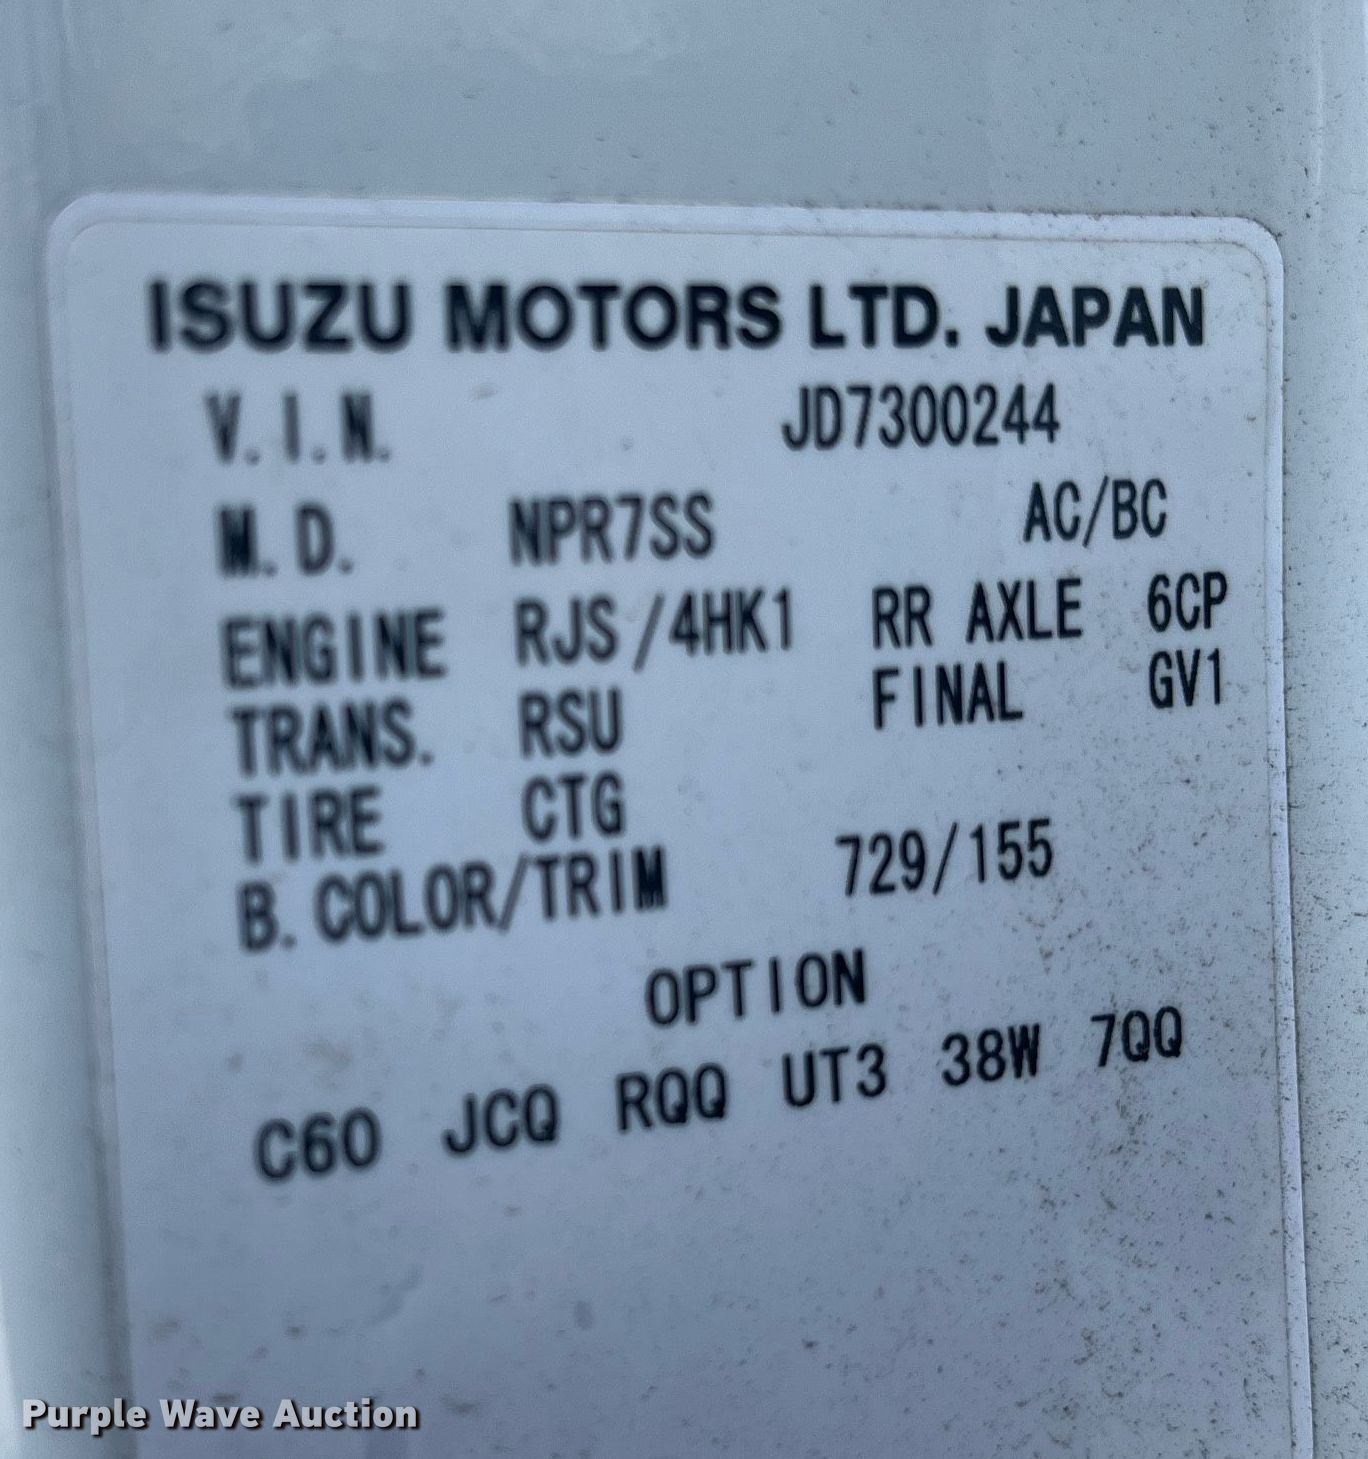 ISUZU MOTORS LTD. JAPAN
V.I.N. JD7300244
M.D. NPR7SS AC/BC
ENGINE RJS/4HK1 RR AXLE 6CP
TRANS. RSU FINAL GV1
TIRE CTG
B.COLOR/TRIM 729/155
OPTION
C60 JCQ RQQ UT3 38W 7QQ
Purple Wave Auction